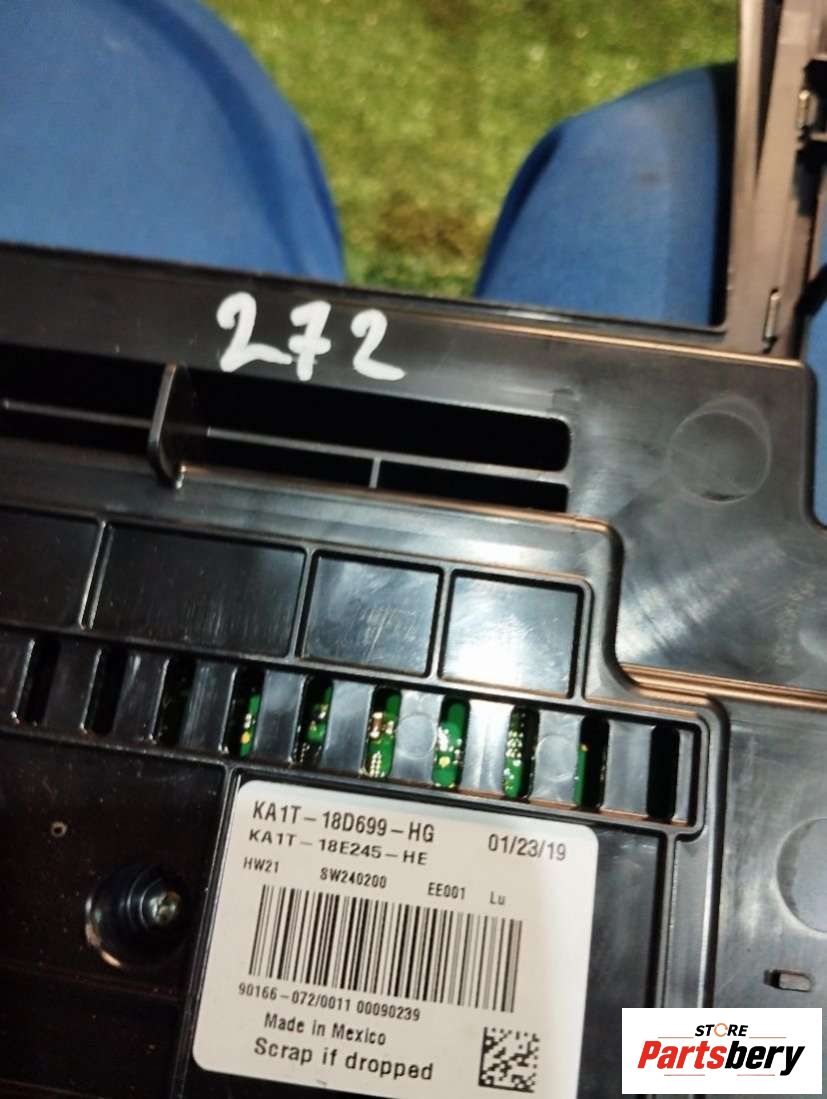 272
KA1T-18D699-HG 01/23/19
KA1T-18E245-HE
HW21 SW240200 EE001 Lu
90166-072/0011 00090239
Made in Mexico
Scrap if dropped
STORE
Partsbery